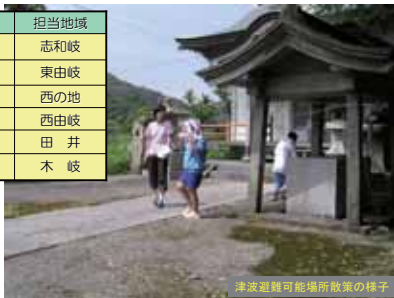 担当地域
志和岐
東由岐
西の地
西由岐
田 井
木 岐
津波避難可能場所散策の様子